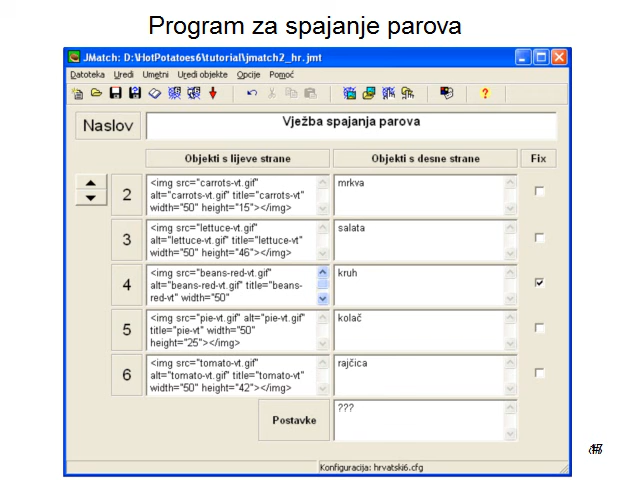 Program za spajanje parova
JMatch: D:\HotPotatoes6\tutorial\jmatch2_hr.jmt
Datoteka Uredi Umetni Uredi objekte Opcije Pomoć
Naslov
Vježba spajanja parova
Objekti s lijeve strane
Objekti s desne strane
Fix
2
<img src="carrots-vt.gif"
alt="carrots-vt.gif" title="carrots-vt"
width="50" height="15"></img>
mrkva
3
<img src="lettuce-vt.gif"
alt="lettuce-vt.gif" title="lettuce-vt"
width="50" height="46"></img>
salata
4
<img src="beans-red-vt.gif"
alt="beans-red-vt.gif" title="beans-
red-vt" width="50"
kruh
5
<img src="pie-vt.gif" alt="pie-vt.gif"
title="pie-vt" width="50"
height="25"></img>
kolač
6
<img src="tomato-vt.gif"
alt="tomato-vt.gif" title="tomato-vt"
width="50" height="42"></img>
rajčica
Postavke
???
Konfiguracija: hrvatski6.cfg